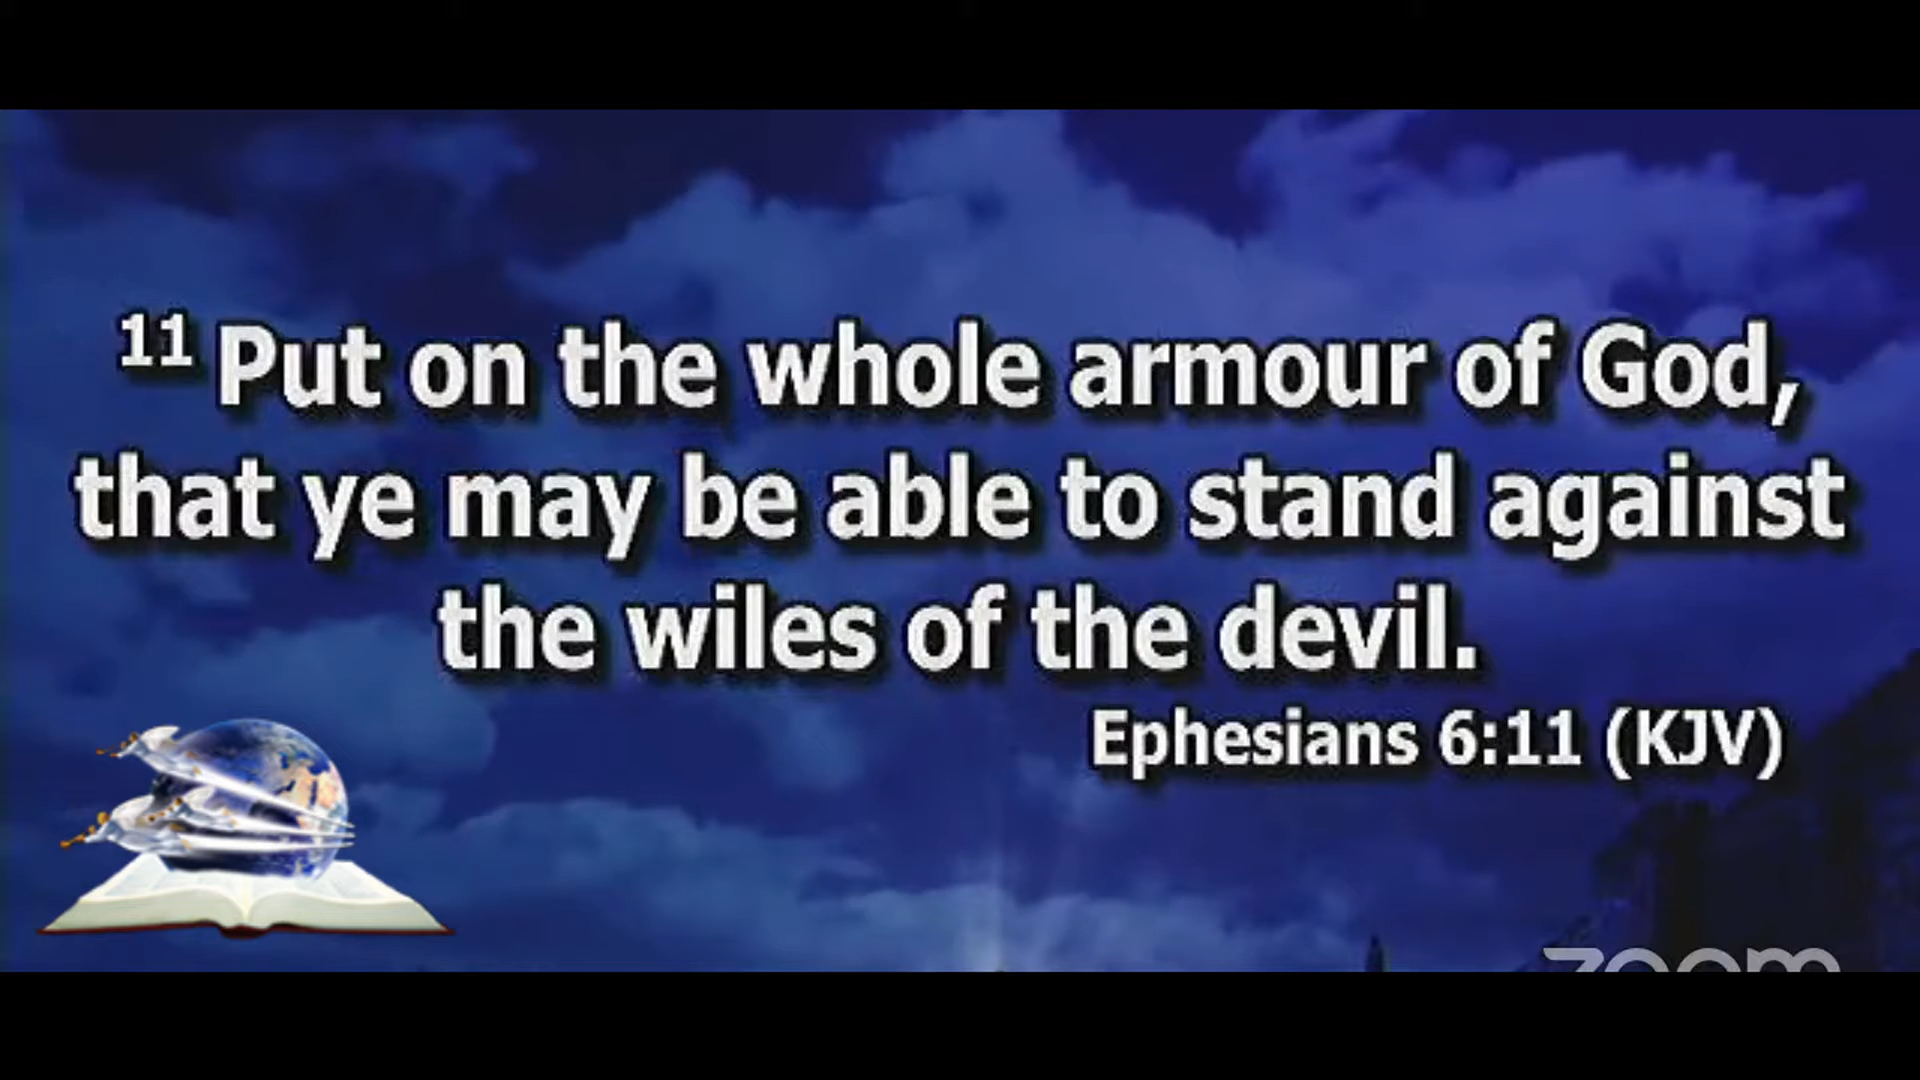 11 Put on the whole armour of God,
that ye may be able to stand against
the wiles of the devil.
Ephesians 6:11 (KJV)
zoom